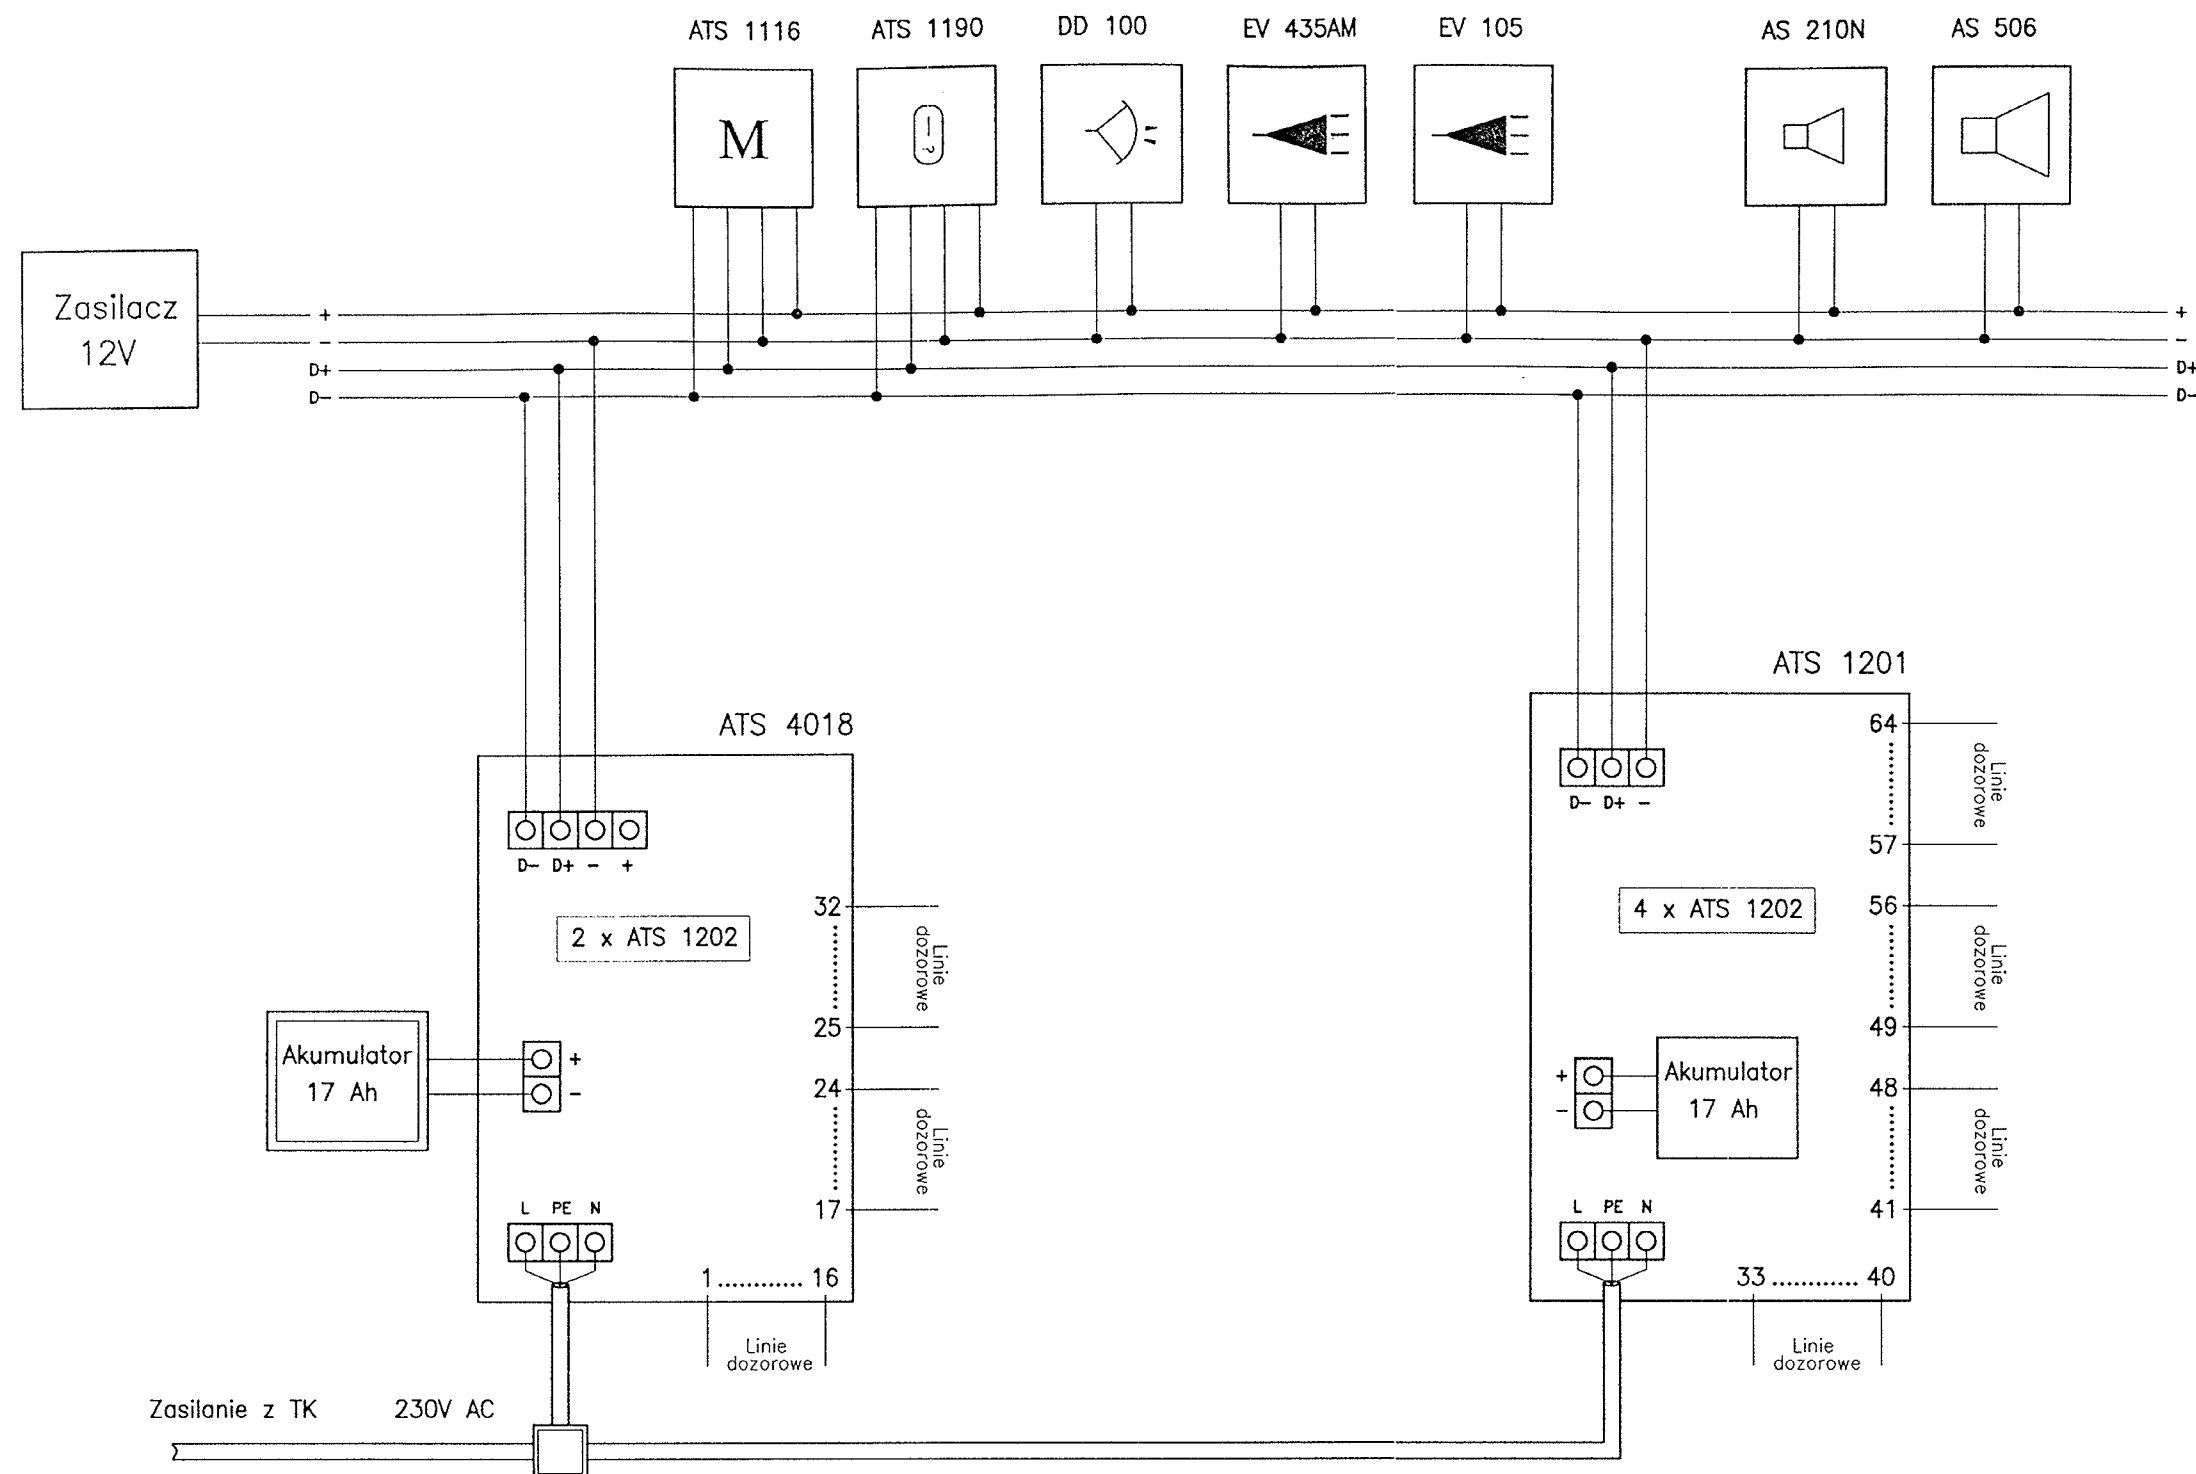 ATS 1116
ATS 1190
DD 100
EV 435AM
EV 105
AS 210N
AS 506
M
Zasilacz
12V
+
-
D+
D-
+
-
D+
D-
ATS 4018
D- D+ - +
2 x ATS 1202
32
25
Linie
dozorowe
24
17
Linie
dozorowe
Akumulator
17 Ah
+
-
L PE N
1 ............ 16
Linie
dozorowe
ATS 1201
D- D+ -
4 x ATS 1202
64
57
Linie
dozorowe
56
49
Linie
dozorowe
48
41
Linie
dozorowe
+
-
Akumulator
17 Ah
L PE N
33 ............ 40
Linie
dozorowe
Zasilanie z TK 230V AC